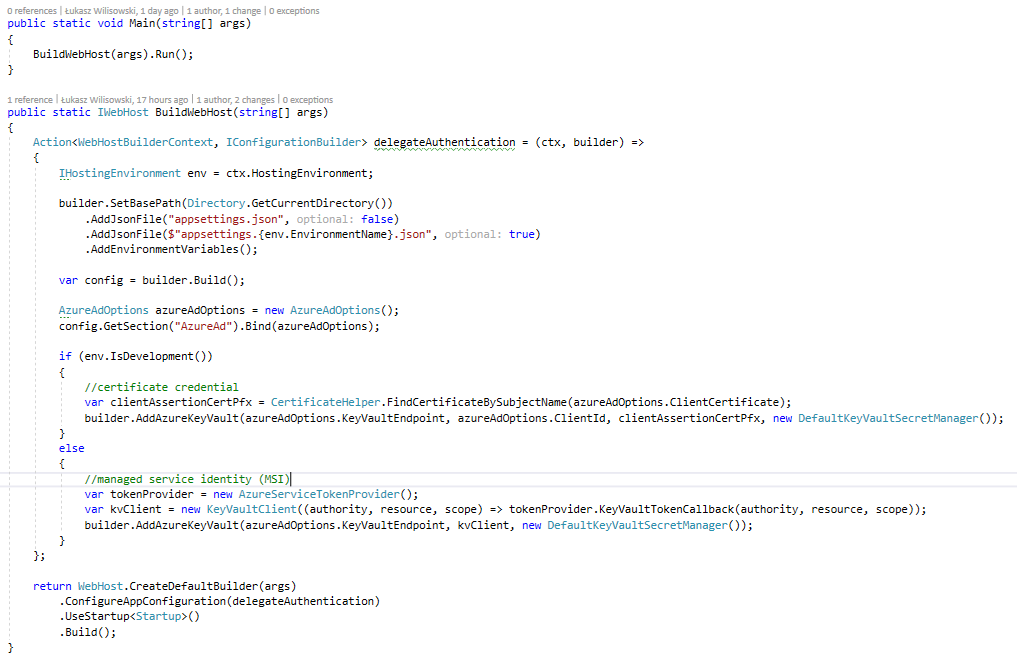 0 references | Łukasz Wilisowski, 1 day ago | 1 author, 1 change | 0 exceptions
public static void Main(string[] args)
{
    BuildWebHost(args).Run();
}
1 reference | Łukasz Wilisowski, 17 hours ago | 1 author, 2 changes | 0 exceptions
public static IWebHost BuildWebHost(string[] args)
{
    Action<WebHostBuilderContext, IConfigurationBuilder> delegateAuthentication = (ctx, builder) =>
    {
        IHostingEnvironment env = ctx.HostingEnvironment;
        builder.SetBasePath(Directory.GetCurrentDirectory())
            .AddJsonFile("appsettings.json", optional: false)
            .AddJsonFile($"appsettings.{env.EnvironmentName}.json", optional: true)
            .AddEnvironmentVariables();
        var config = builder.Build();
        AzureAdOptions azureAdOptions = new AzureAdOptions();
        config.GetSection("AzureAd").Bind(azureAdOptions);
        if (env.IsDevelopment())
        {
            //certificate credential
            var clientAssertionCertPfx = CertificateHelper.FindCertificateBySubjectName(azureAdOptions.ClientCertificate);
            builder.AddAzureKeyVault(azureAdOptions.KeyVaultEndpoint, azureAdOptions.ClientId, clientAssertionCertPfx, new DefaultKeyVaultSecretManager());
        }
        else
        {
            //managed service identity (MSI)
            var tokenProvider = new AzureServiceTokenProvider();
            var kvClient = new KeyVaultClient((authority, resource, scope) => tokenProvider.KeyVaultTokenCallback(authority, resource, scope));
            builder.AddAzureKeyVault(azureAdOptions.KeyVaultEndpoint, kvClient, new DefaultKeyVaultSecretManager());
        }
    };
    return WebHost.CreateDefaultBuilder(args)
        .ConfigureAppConfiguration(delegateAuthentication)
        .UseStartup<Startup>()
        .Build();
}